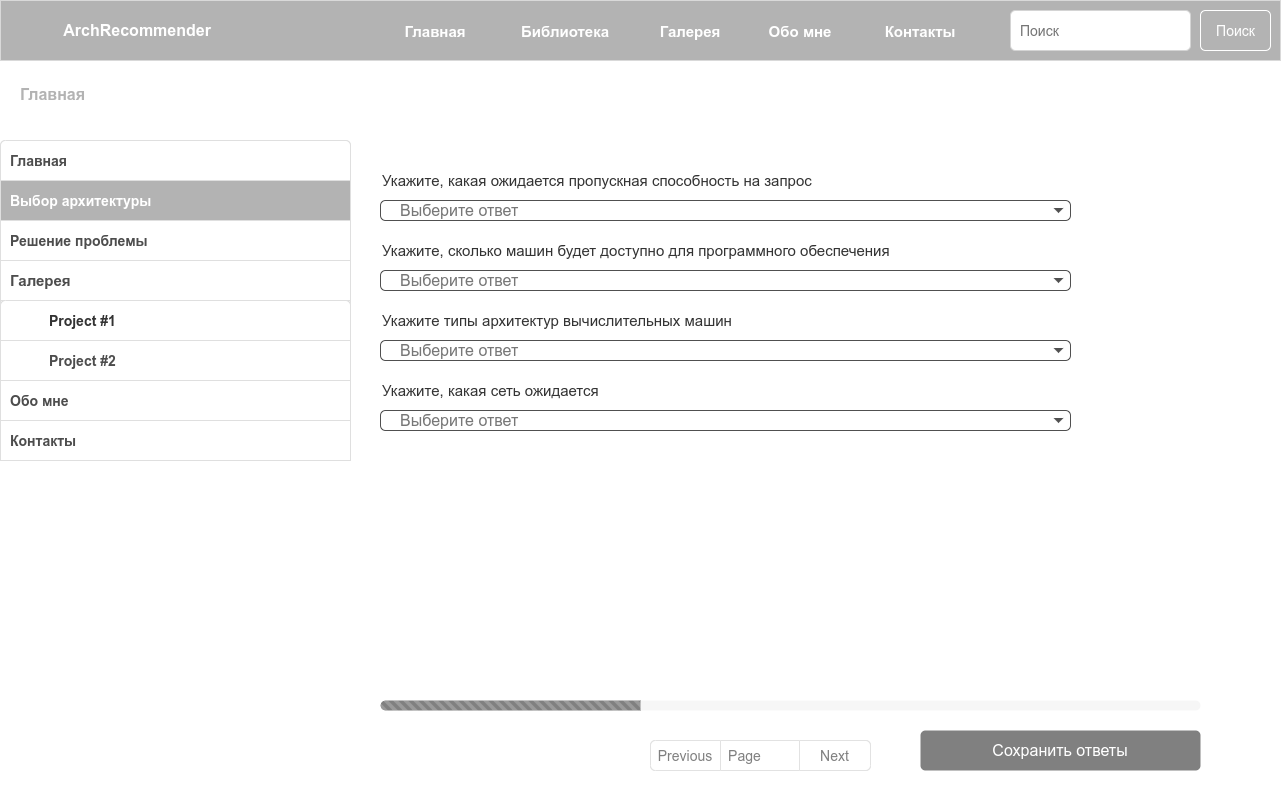 ArchRecommender Главная Библиотека Галерея Обо мне Контакты Поиск Поиск
Главная
Главная
Выбор архитектуры
Решение проблемы
Галерея
Project #1
Project #2
Обо мне
Контакты
Укажите, какая ожидается пропускная способность на запрос
Выберите ответ
Укажите, сколько машин будет доступно для программного обеспечения
Выберите ответ
Укажите типы архитектур вычислительных машин
Выберите ответ
Укажите, какая сеть ожидается
Выберите ответ
Previous Page Next
Сохранить ответы